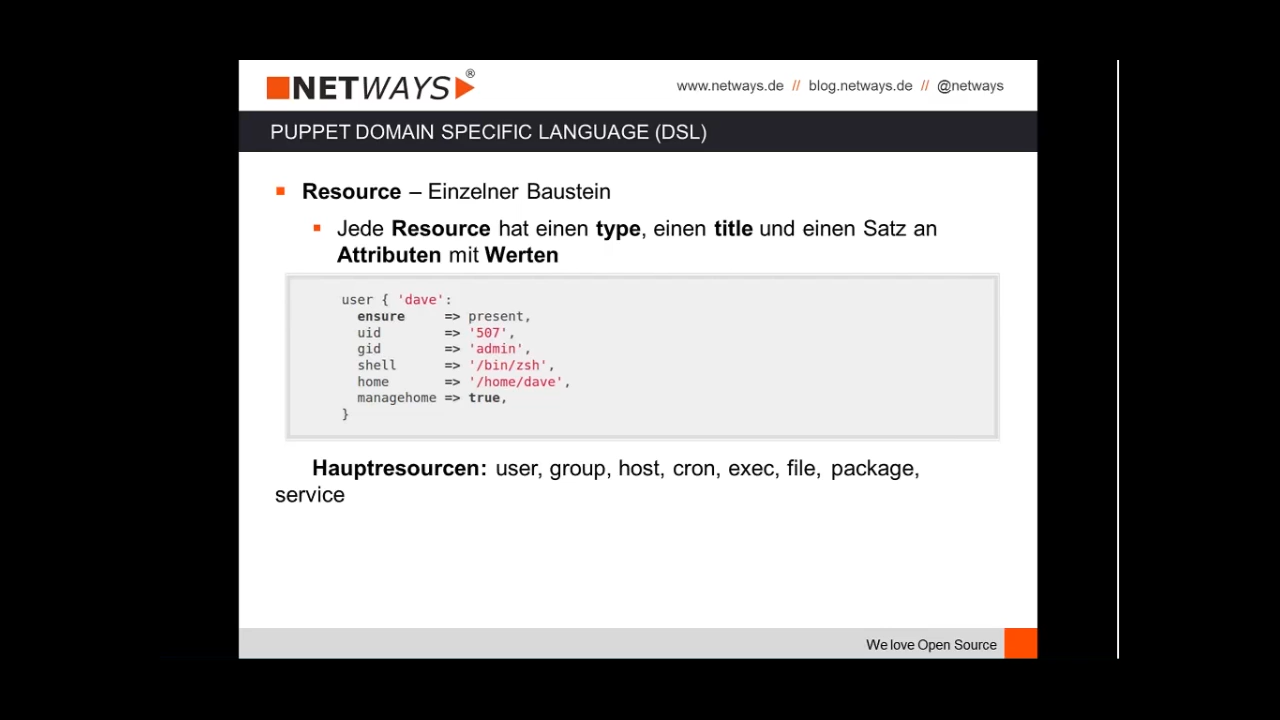 NETWAYS®
www.netways.de // blog.netways.de // @netways
PUPPET DOMAIN SPECIFIC LANGUAGE (DSL)
Resource – Einzelner Baustein
Jede Resource hat einen type, einen title und einen Satz an
Attributen mit Werten
user { 'dave':
ensure => present,
uid => '507',
gid => 'admin',
shell => '/bin/zsh',
home => '/home/dave',
managehome => true,
}
Hauptresourcen: user, group, host, cron, exec, file, package,
service
We love Open Source